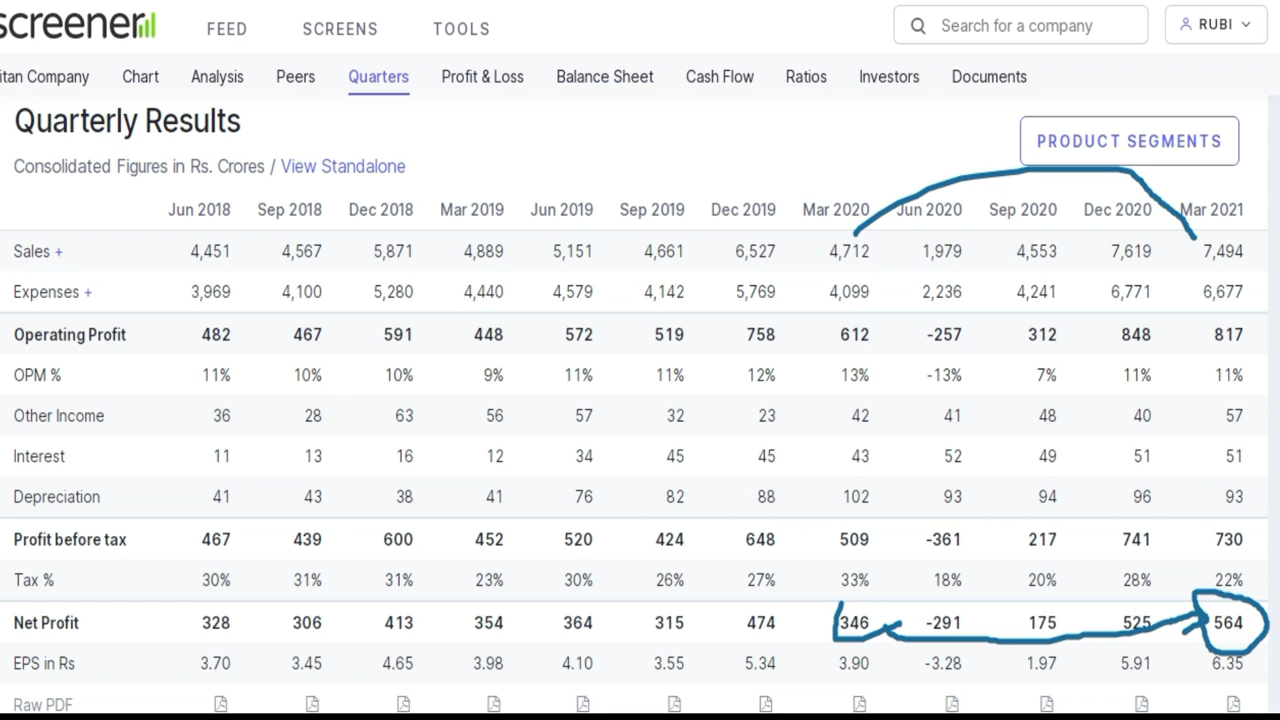 screener FEED SCREENS TOOLS Search for a company RUBI
itan Company Chart Analysis Peers Quarters Profit & Loss Balance Sheet Cash Flow Ratios Investors Documents
Quarterly Results
PRODUCT SEGMENTS
Consolidated Figures in Rs. Crores / View Standalone
Jun 2018 Sep 2018 Dec 2018 Mar 2019 Jun 2019 Sep 2019 Dec 2019 Mar 2020 Jun 2020 Sep 2020 Dec 2020 Mar 2021
Sales + 4,451 4,567 5,871 4,889 5,151 4,661 6,527 4,712 1,979 4,553 7,619 7,494
Expenses + 3,969 4,100 5,280 4,440 4,579 4,142 5,769 4,099 2,236 4,241 6,771 6,677
Operating Profit 482 467 591 448 572 519 758 612 -257 312 848 817
OPM % 11% 10% 10% 9% 11% 11% 12% 13% -13% 7% 11% 11%
Other Income 36 28 63 56 57 32 23 42 41 48 40 57
Interest 11 13 16 12 34 45 45 43 52 49 51 51
Depreciation 41 43 38 41 76 82 88 102 93 94 96 93
Profit before tax 467 439 600 452 520 424 648 509 -361 217 741 730
Tax % 30% 31% 31% 23% 30% 26% 27% 33% 18% 20% 28% 22%
Net Profit 328 306 413 354 364 315 474 346 -291 175 525 564
EPS in Rs 3.70 3.45 4.65 3.98 4.10 3.55 5.34 3.90 -3.28 1.97 5.91 6.35
Raw PDF